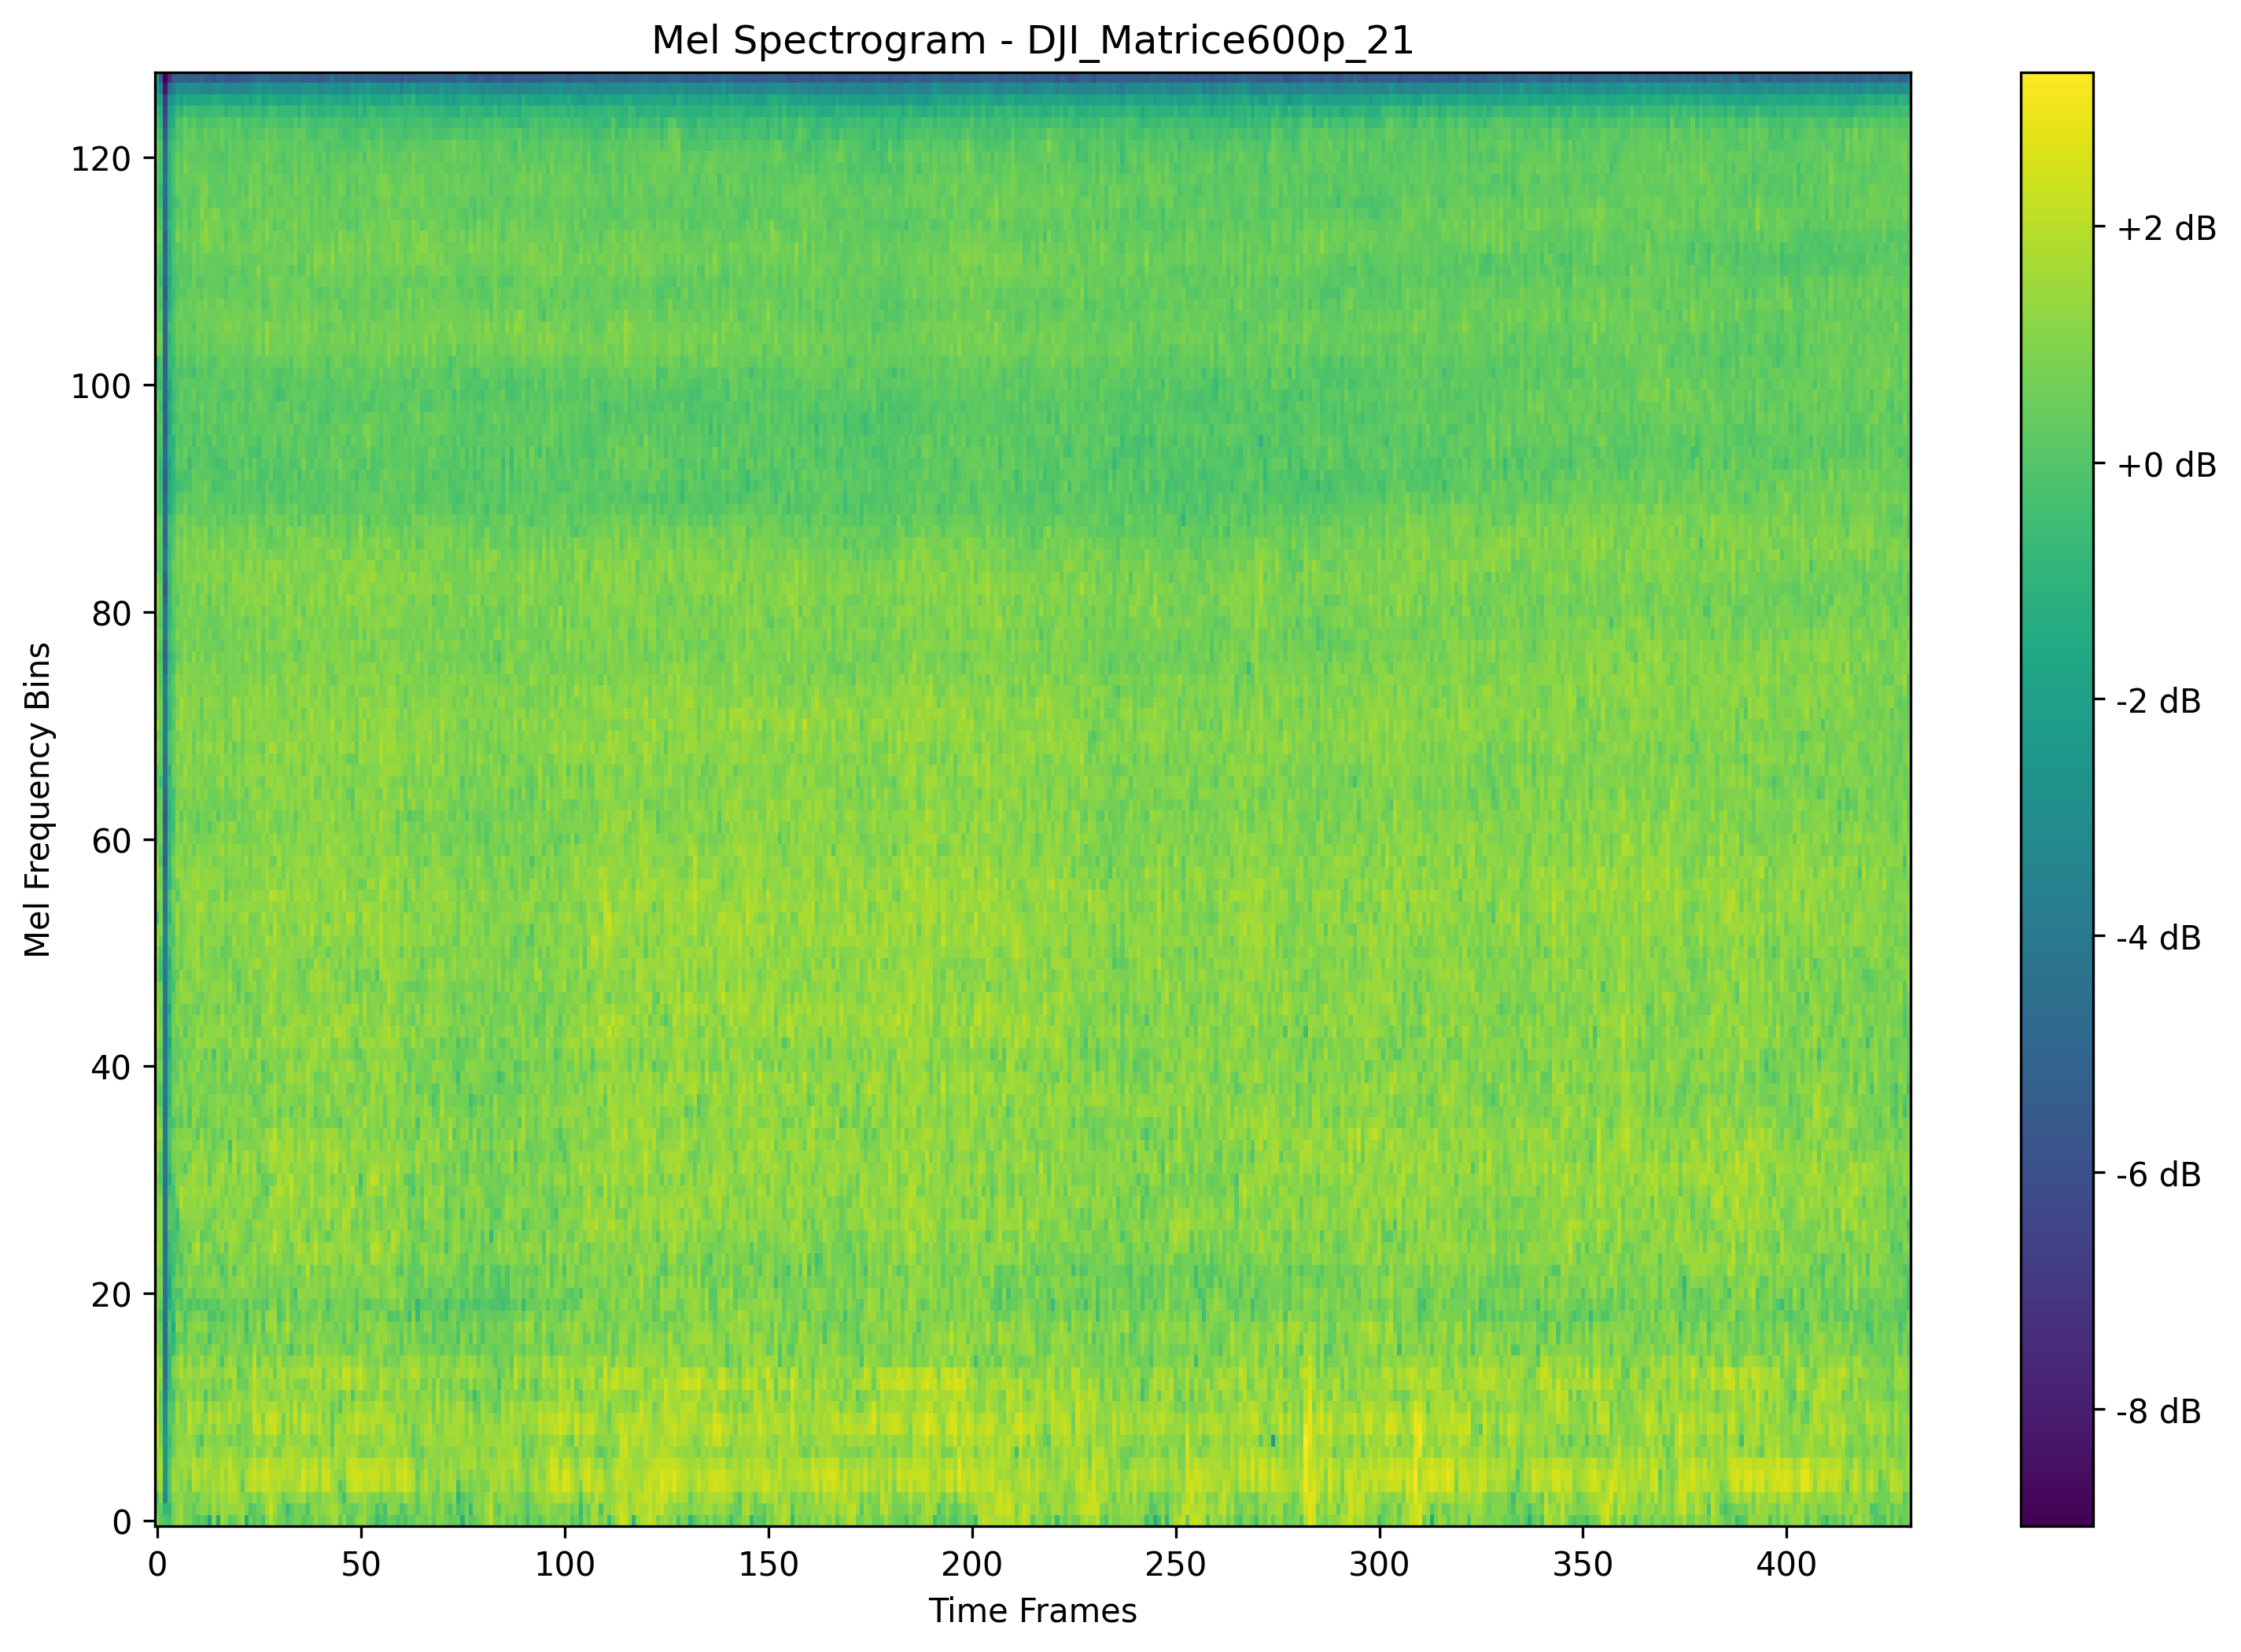 Mel Spectrogram - DJI_Matrice600p_21
Mel Frequency Bins
120
100
80
60
40
20
0
0 50 100 150 200 250 300 350 400
Time Frames
+2 dB
+0 dB
-2 dB
-4 dB
-6 dB
-8 dB